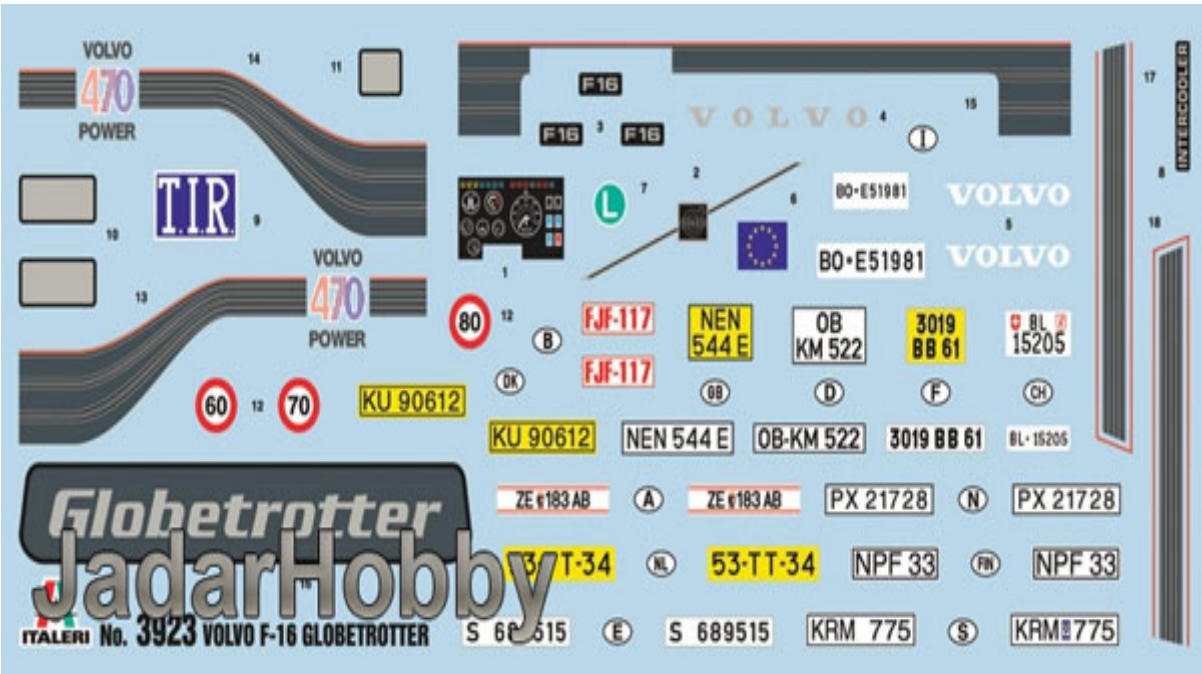 VOLVO
470
POWER
14
11
F16
F16
3
F16
VOLVO
4
15
I
17
INTERCOOLER
10
T.I.R.
9
1
L
7
2
6
BO•E51981
BO•E51981
VOLVO
5
VOLVO
8
18
13
VOLVO
470
POWER
80
12
B
DK
FJF-117
FJF-117
NEN
544 E
GB
OB
KM 522
D
3019
BB 61
F
BL
15205
CH
60
12
70
KU 90612
KU 90612
NEN 544 E
OB-KM 522
3019 BB 61
BL•15205
Globetrotter
ZE 183 AB
A
ZE 183 AB
PX 21728
N
PX 21728
JadarHobby
53-TT-34
NL
53-TT-34
NPF 33
FIN
NPF 33
16
ITALERI No. 3923 VOLVO F-16 GLOBETROTTER
S 689515
E
S 689515
KRM 775
S
KRM 775